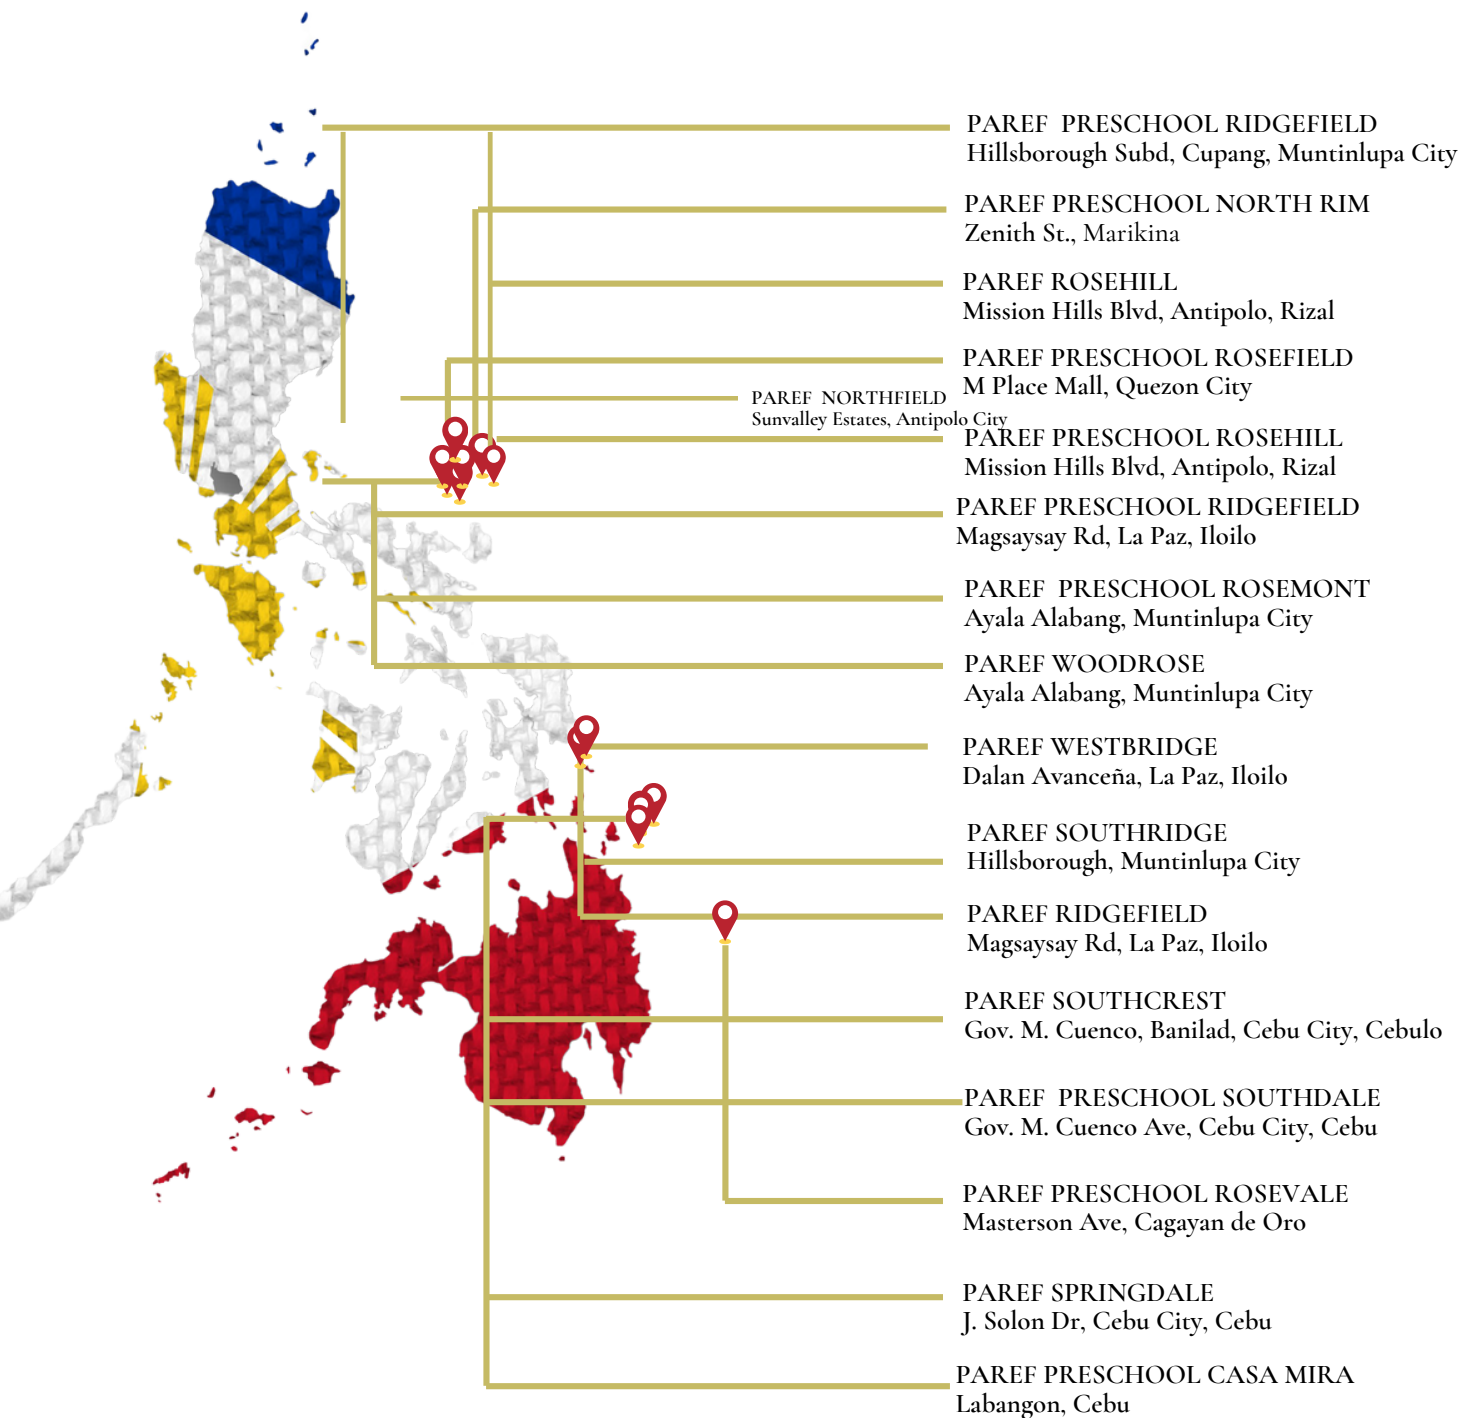 PAREF PRESCHOOL RIDGEFIELD
Hillsborough Subd, Cupang, Muntinlupa City
PAREF PRESCHOOL NORTH RIM
Zenith St., Marikina
PAREF ROSEHILL
Mission Hills Blvd, Antipolo, Rizal
PAREF PRESCHOOL ROSEFIELD
M Place Mall, Quezon City
PAREF NORTHFIELD
Sunvalley Estates, Antipolo City
PAREF PRESCHOOL ROSEHILL
Mission Hills Blvd, Antipolo, Rizal
PAREF PRESCHOOL RIDGEFIELD
Magsaysay Rd, La Paz, Iloilo
PAREF PRESCHOOL ROSEMONT
Ayala Alabang, Muntinlupa City
PAREF WOODROSE
Ayala Alabang, Muntinlupa City
PAREF WESTBRIDGE
Dalan Avanceña, La Paz, Iloilo
PAREF SOUTHRIDGE
Hillsborough, Muntinlupa City
PAREF RIDGEFIELD
Magsaysay Rd, La Paz, Iloilo
PAREF SOUTHCREST
Gov. M. Cuenco, Banilad, Cebu City, Cebulo
PAREF PRESCHOOL SOUTHDALE
Gov. M. Cuenco Ave, Cebu City, Cebu
PAREF PRESCHOOL ROSEVALE
Masterson Ave, Cagayan de Oro
PAREF SPRINGDALE
J. Solon Dr, Cebu City, Cebu
PAREF PRESCHOOL CASA MIRA
Labangon, Cebu